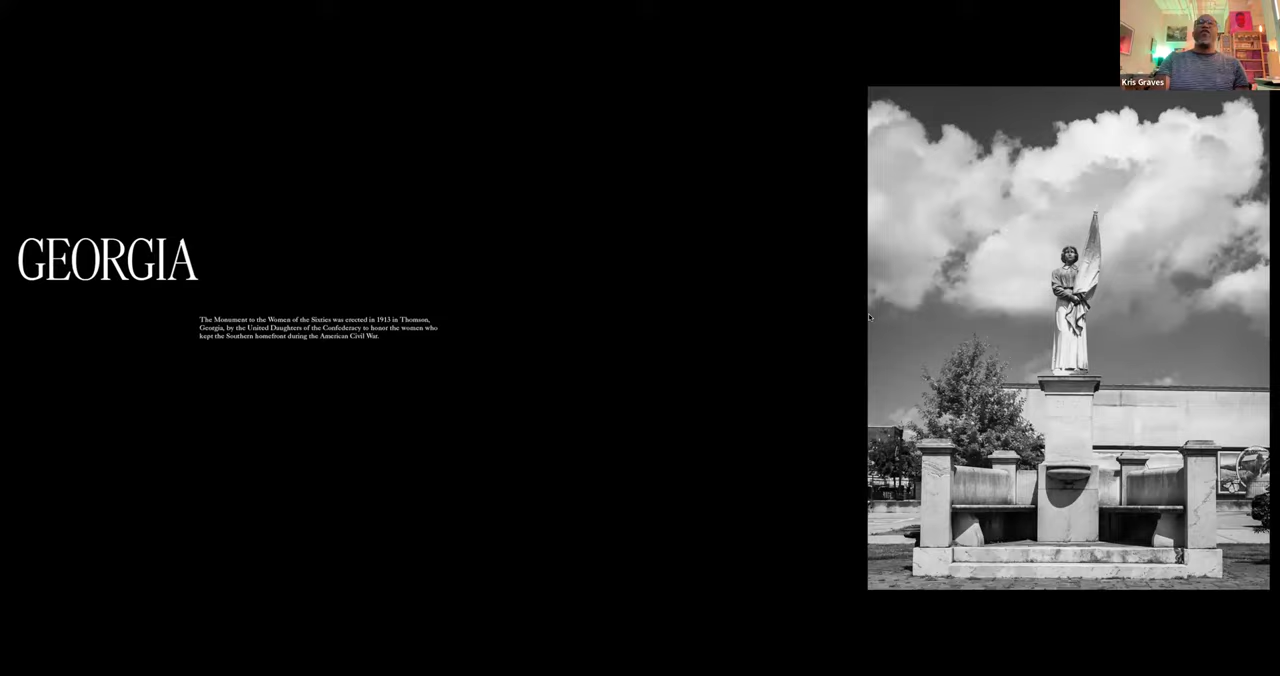 Kris Graves
GEORGIA
The Monument to the Women of the Sixties was erected in 1913 in Thomson,
Georgia, by the United Daughters of the Confederacy to honor the women who
kept the Southern homefront during the American Civil War.